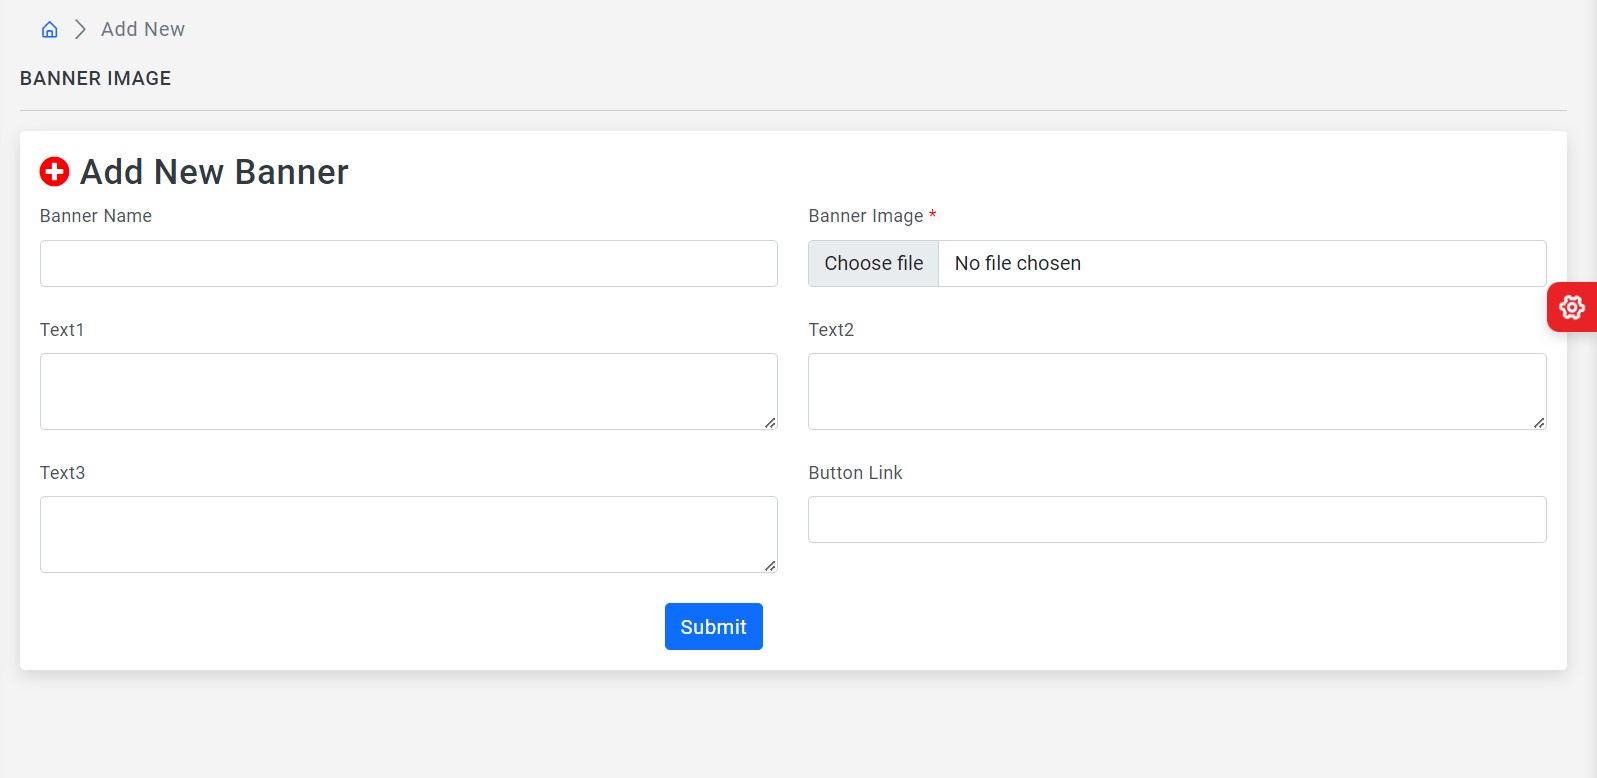 Add New
BANNER IMAGE
Add New Banner
Banner Name
Banner Image *
Choose file No file chosen
Text1
Text2
Text3
Button Link
Submit